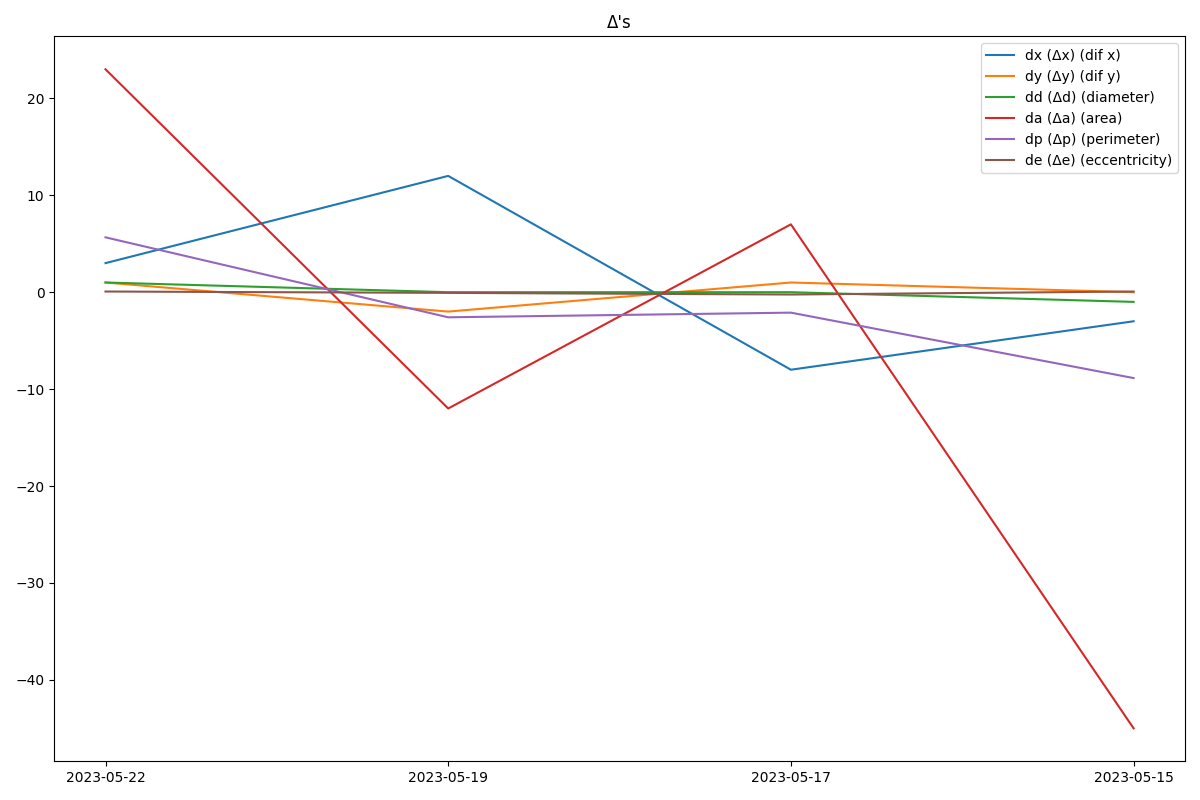 Δ's
dx (Δx) (dif x)
dy (Δy) (dif y)
dd (Δd) (diameter)
da (Δa) (area)
dp (Δp) (perimeter)
de (Δe) (eccentricity)
20
10
0
−10
−20
−30
−40
2023-05-22 2023-05-19 2023-05-17 2023-05-15